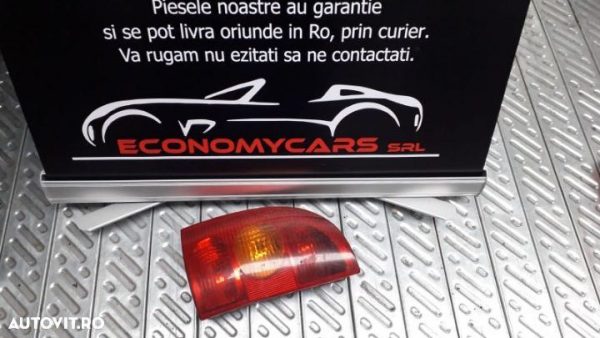 Piesele noastre au garantie
si se pot livra oriunde in Ro, prin curier.
Va rugam nu ezitati sa ne contactati.
ECONOMYCARS SRL
AUTOVIT.RO